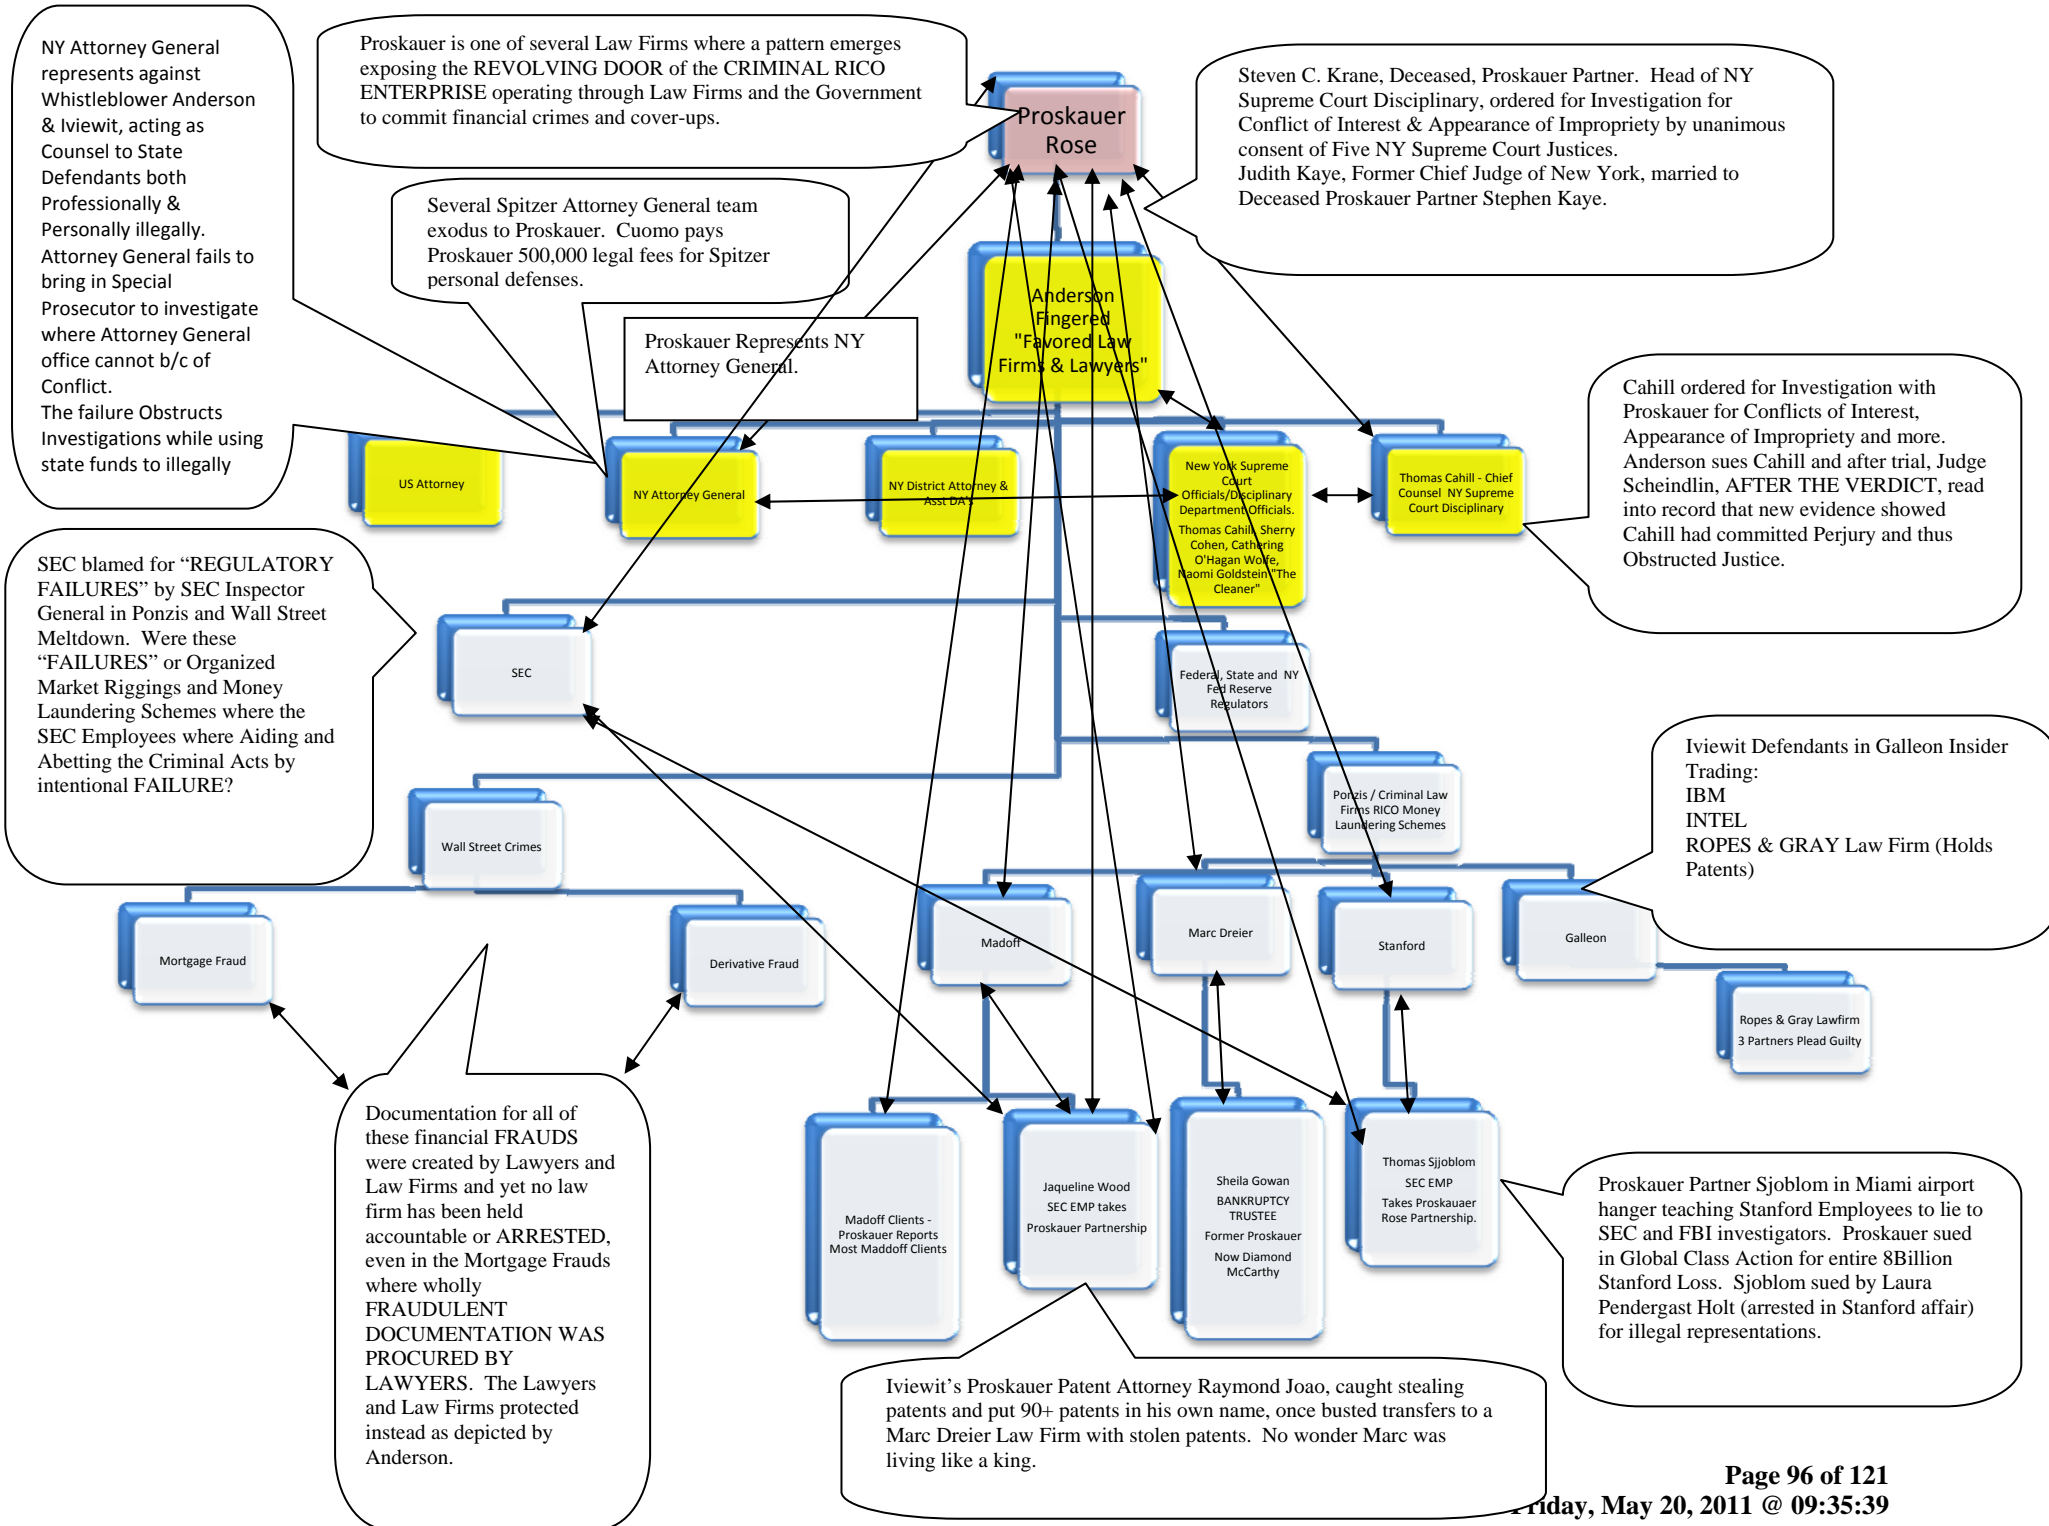 NY Attorney General
represents against
Whistleblower Anderson
& Iviewit, acting as
Counsel to State
Defendants both
Professionally &
Personally illegally.
Attorney General fails to
bring in Special
Prosecutor to investigate
where Attorney General
office cannot b/c of
Conflict.
The failure Obstructs
Investigations while using
state funds to illegally
Proskauer is one of several Law Firms where a pattern emerges
exposing the REVOLVING DOOR of the CRIMINAL RICO
ENTERPRISE operating through Law Firms and the Government
to commit financial crimes and cover-ups.
Proskauer
Rose
Steven C. Krane, Deceased, Proskauer Partner.  Head of NY
Supreme Court Disciplinary, ordered for Investigation for
Conflict of Interest & Appearance of Impropriety by unanimous
consent of Five NY Supreme Court Justices.
Judith Kaye, Former Chief Judge of New York, married to
Deceased Proskauer Partner Stephen Kaye.
Several Spitzer Attorney General team
exodus to Proskauer.  Cuomo pays
Proskauer 500,000 legal fees for Spitzer
personal defenses.
Proskauer Represents NY
Attorney General.
Anderson
Fingered
"Favored Law
Firms & Lawyers"
Cahill ordered for Investigation with
Proskauer for Conflicts of Interest,
Appearance of Impropriety and more.
Anderson sues Cahill and after trial, Judge
Scheindlin, AFTER THE VERDICT, read
into record that new evidence showed
Cahill had committed Perjury and thus
Obstructed Justice.
US Attorney
NY Attorney General
NY District Attorney &
Asst DA's
New York Supreme
Court
Officials/Disciplinary
Department Officials.
Thomas Cahill, Sherry
Cohen, Cathering
O'Hagan Wolfe,
Naomi Goldstein "The
Cleaner"
Thomas Cahill - Chief
Counsel  NY Supreme
Court Disciplinary
SEC blamed for “REGULATORY
FAILURES” by SEC Inspector
General in Ponzis and Wall Street
Meltdown.  Were these
“FAILURES” or Organized
Market Riggings and Money
Laundering Schemes where the
SEC Employees where Aiding and
Abetting the Criminal Acts by
intentional FAILURE?
SEC
Federal, State and  NY
Fed Reserve
Regulators
Ponzis / Criminal Law
Firms RICO Money
Laundering Schemes
Iviewit Defendants in Galleon Insider
Trading:
IBM
INTEL
ROPES & GRAY Law Firm (Holds
Patents)
Wall Street Crimes
Mortgage Fraud
Derivative Fraud
Madoff
Marc Dreier
Stanford
Galleon
Ropes & Gray Lawfirm
3 Partners Plead Guilty
Documentation for all of
these financial FRAUDS
were created by Lawyers and
Law Firms and yet no law
firm has been held
accountable or ARRESTED,
even in the Mortgage Frauds
where wholly
FRAUDULENT
DOCUMENTATION WAS
PROCURED BY
LAWYERS.  The Lawyers
and Law Firms protected
instead as depicted by
Anderson.
Madoff Clients -
Proskauer Reports
Most Maddoff Clients
Jaqueline Wood
SEC EMP takes
Proskauer Partnership
Sheila Gowan
BANKRUPTCY
TRUSTEE
Former Proskauer
Now Diamond
McCarthy
Thomas Sjjoblom
SEC EMP
Takes Proskauaer
Rose Partnership.
Proskauer Partner Sjoblom in Miami airport
hanger teaching Stanford Employees to lie to
SEC and FBI investigators.  Proskauer sued
in Global Class Action for entire 8Billion
Stanford Loss.  Sjoblom sued by Laura
Pendergast Holt (arrested in Stanford affair)
for illegal representations.
Iviewit’s Proskauer Patent Attorney Raymond Joao, caught stealing
patents and put 90+ patents in his own name, once busted transfers to a
Marc Dreier Law Firm with stolen patents.  No wonder Marc was
living like a king.
Page 96 of 121
Friday, May 20, 2011 @ 09:35:39